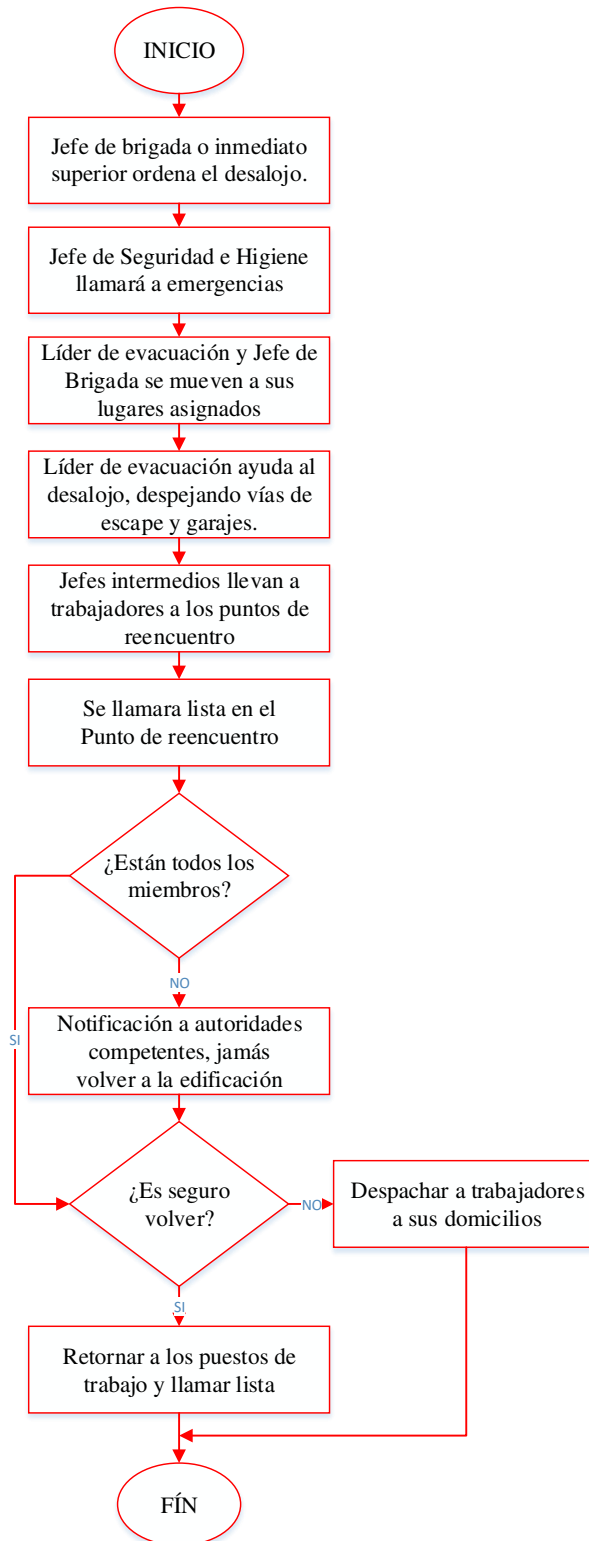 INICIO
Jefe de brigada o inmediato
superior ordena el desalojo.
Jefe de Seguridad e Higiene
llamará a emergencias
Líder de evacuación y Jefe de
Brigada se mueven a sus
lugares asignados
Líder de evacuación ayuda al
desalojo, despejando vías de
escape y garajes.
Jefes intermedios llevan a
trabajadores a los puntos de
reencuentro
Se llamara lista en el
Punto de reencuentro
¿Están todos los
miembros?
NO
SI
Notificación a autoridades
competentes, jamás
volver a la edificación
¿Es seguro
volver?
NO
Despachar a trabajadores
a sus domicilios
SI
Retornar a los puestos de
trabajo y llamar lista
FÍN